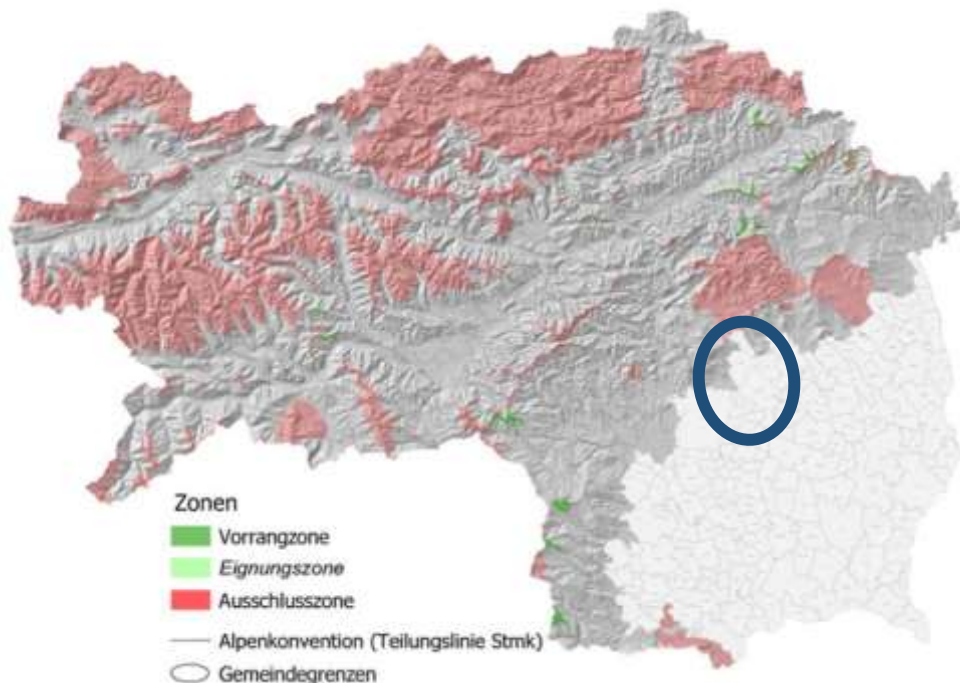 Zonen
Vorrangzone
Eignungszone
Ausschlusszone
Alpenkonvention (Teilungslinie Stmk)
Gemeindegrenzen